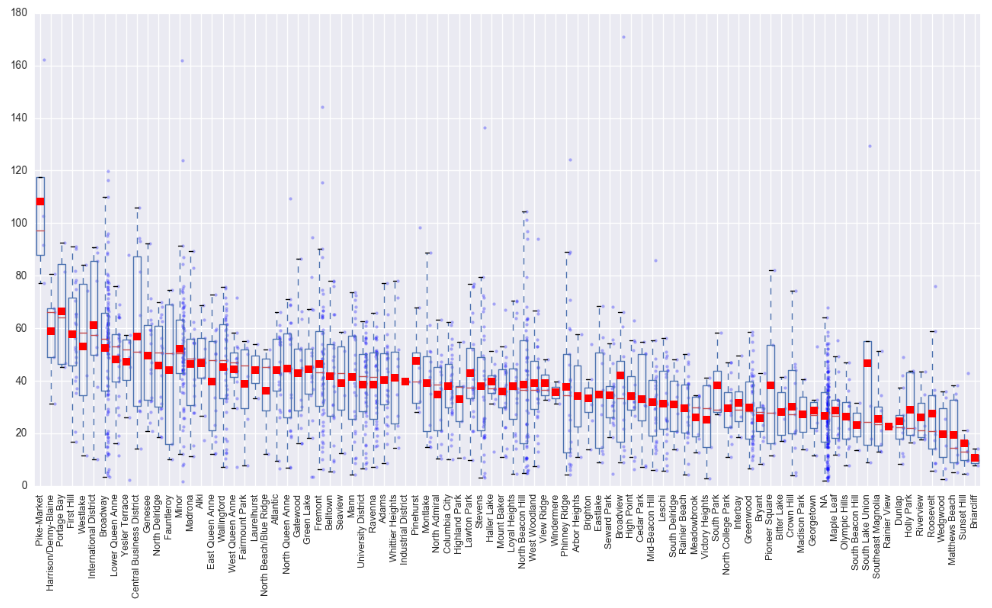 180
160
140
120
100
80
60
40
20
0
Pike-Market
Harrison/Denny-Blaine
Portage Bay
First Hill
Westlake
International District
Broadway
Lower Queen Anne
Yesler Terrace
Central Business District
Genesee
North Delridge
Fauntleroy
Minor
Madrona
Alki
East Queen Anne
Wallingford
West Queen Anne
Fairmount Park
Laurelhurst
North Beach/Blue Ridge
Atlantic
North Queen Anne
Gatewood
Green Lake
Fremont
Belltown
Seaview
Mann
University District
Ravenna
Adams
Whittier Heights
Industrial District
Pinehurst
Montlake
North Admiral
Columbia City
Highland Park
Lawton Park
Stevens
Haller Lake
Mount Baker
Loyal Heights
North Beacon Hill
West Woodland
View Ridge
Windermere
Phinney Ridge
Arbor Heights
Brighton
Eastlake
Seward Park
Broadview
High Point
Cedar Park
Mid-Beacon Hill
Leschi
South Delridge
Rainier Beach
Meadowbrook
Victory Heights
South Park
North College Park
Interbay
Greenwood
Bryant
Pioneer Square
Bitter Lake
Crown Hill
Madison Park
Georgetown
NA
Maple Leaf
Olympic Hills
South Beacon Hill
South Lake Union
Southeast Magnolia
Rainier View
Dunlap
Holly Park
Riverview
Roosevelt
Wedgwood
Matthews Beach
Sunset Hill
Briarcliff